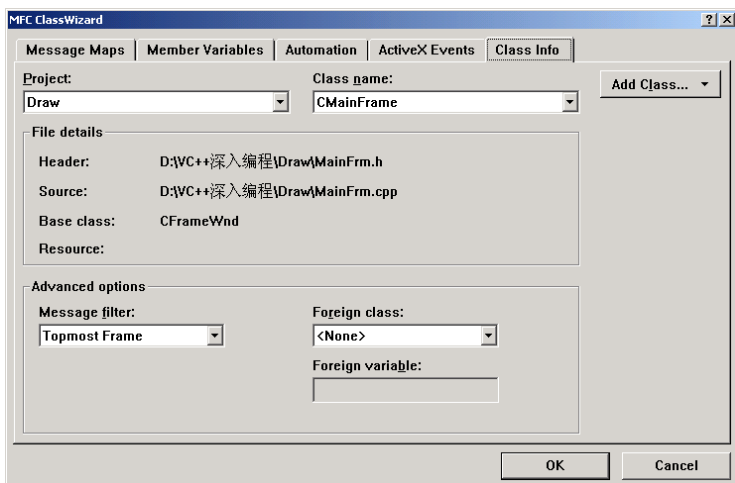 MFC ClassWizard
Message Maps Member Variables Automation ActiveX Events Class Info
Project: Class name:
Draw CMainFrame Add Class...
File details
Header: D:\VC++深入编程\Draw\MainFrm.h
Source: D:\VC++深入编程\Draw\MainFrm.cpp
Base class: CFrameWnd
Resource:
Advanced options
Message filter: Foreign class:
Topmost Frame <None>
Foreign variable:
OK Cancel